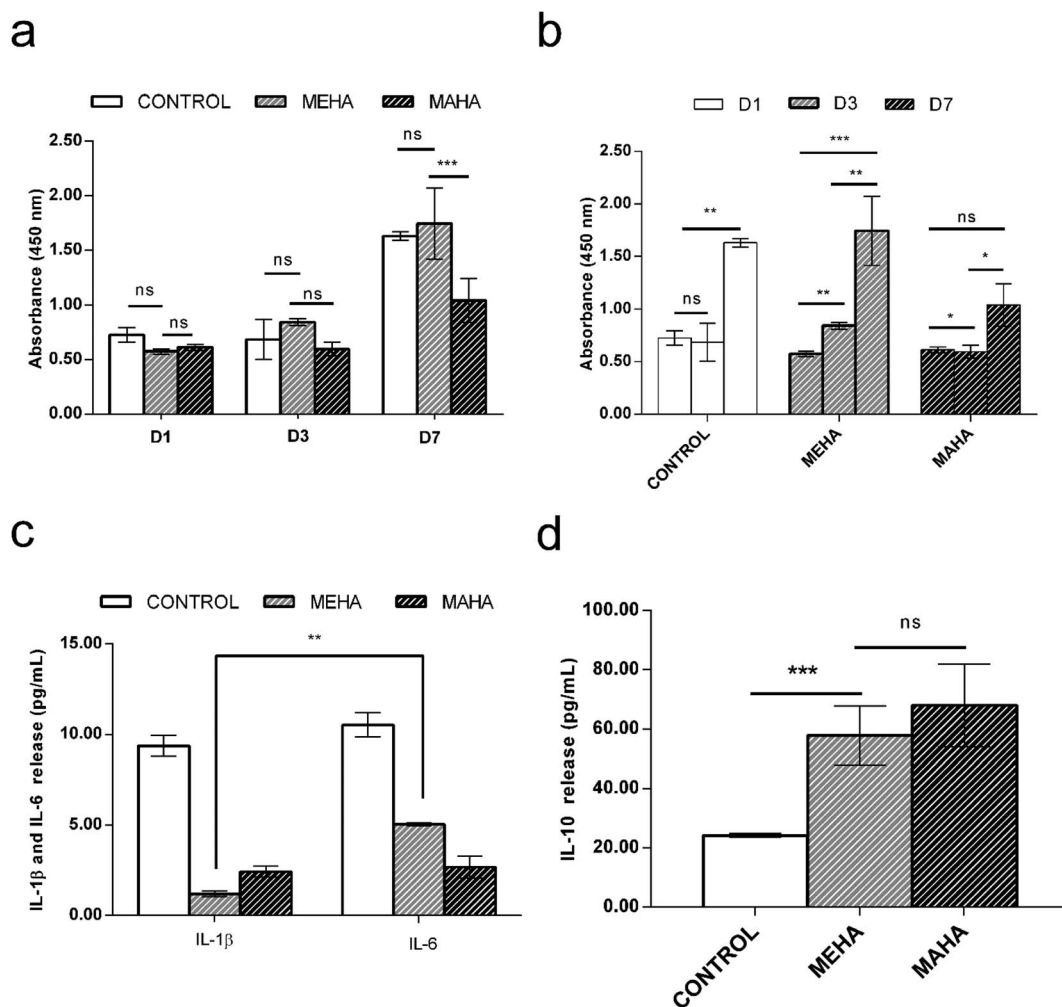 a
CONTROL MEHA MAHA
Absorbance (450 nm)
2.50
2.00
1.50
1.00
0.50
0.00
ns
ns
ns
ns
ns
***
D1 D3 D7
b
D1 D3 D7
Absorbance (450 nm)
2.50
2.00
1.50
1.00
0.50
0.00
ns
**
**
**
***
*
*
ns
CONTROL MEHA MAHA
c
CONTROL MEHA MAHA
IL-1β and IL-6 release (pg/mL)
15.00
10.00
5.00
0.00
**
IL-1β IL-6
d
IL-10 release (pg/mL)
100.00
80.00
60.00
40.00
20.00
0.00
***
ns
CONTROL MEHA MAHA